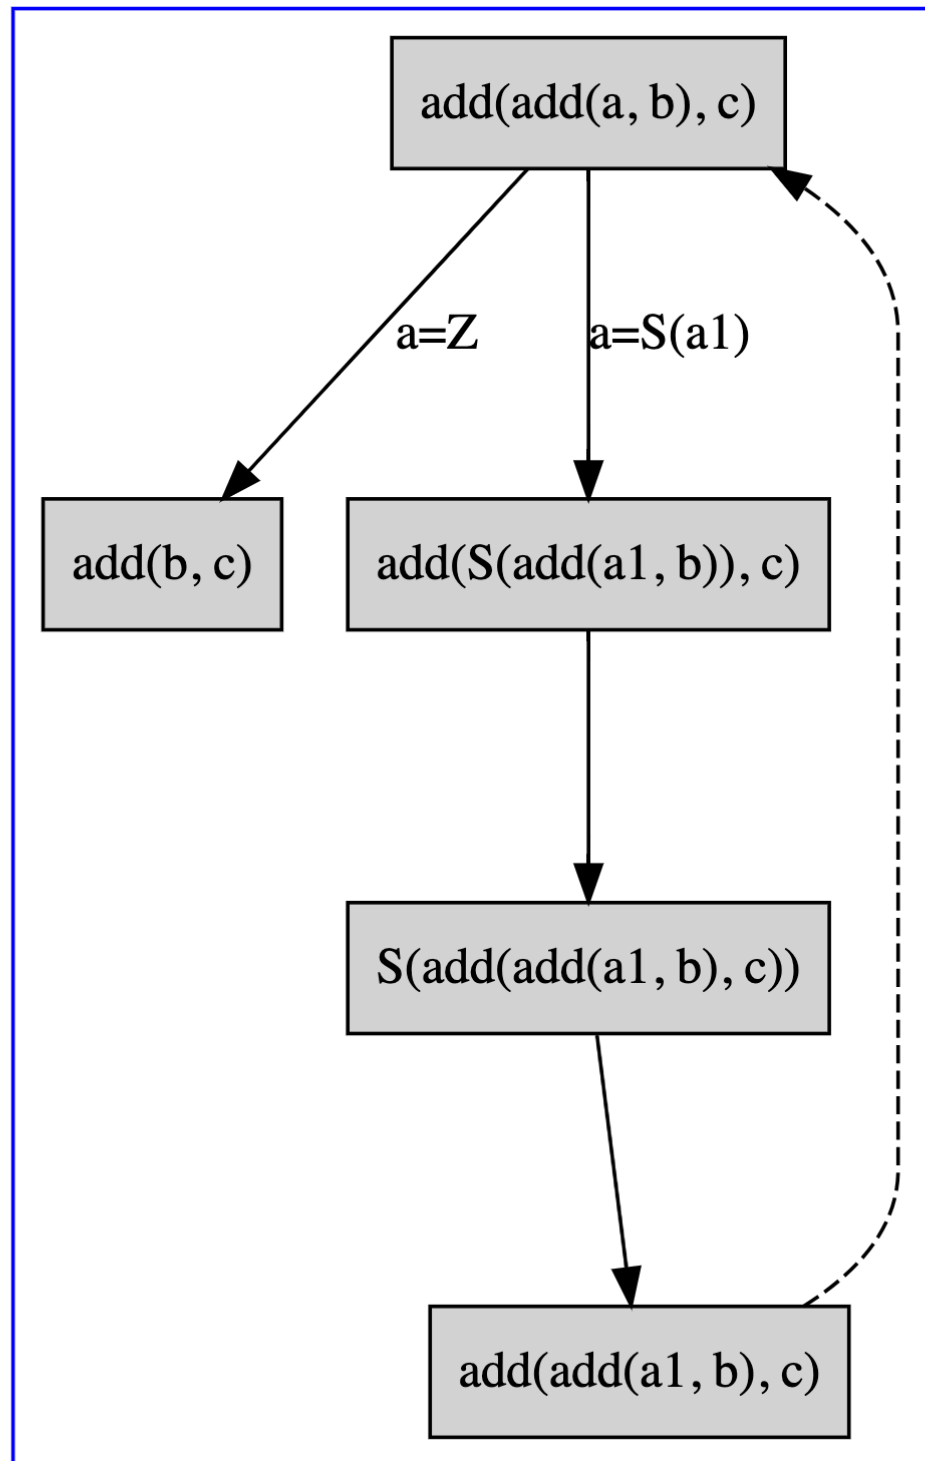 add(add(a, b), c)
a=Z
a=S(a1)
add(b, c)
add(S(add(a1, b)), c)
S(add(add(a1, b), c))
add(add(a1, b), c)